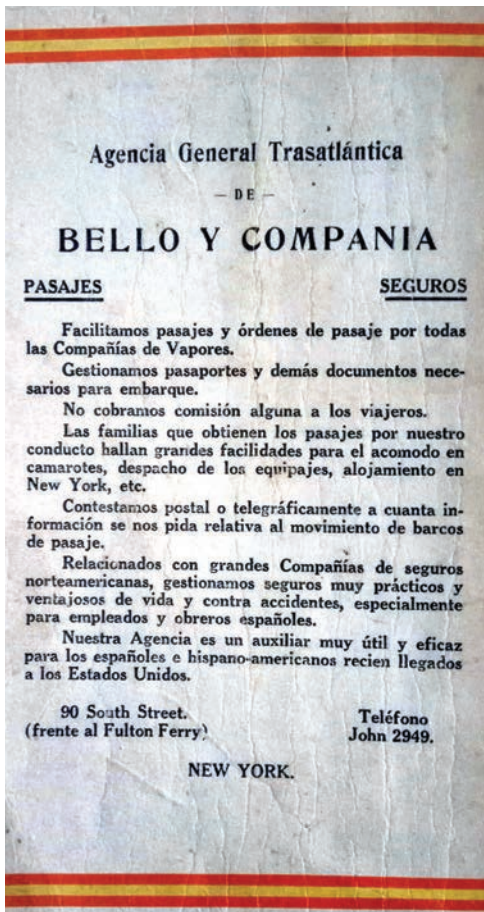 Agencia General Trasatlántica
— DE —
BELLO Y COMPANIA
PASAJES SEGUROS
Facilitamos pasajes y órdenes de pasaje por todas
las Compañías de Vapores.
Gestionamos pasaportes y demás documentos nece-
sarios para embarque.
No cobramos comisión alguna a los viajeros.
Las familias que obtienen los pasajes por nuestro
conducto hallan grandes facilidades para el acomodo en
camarotes, despacho de los equipajes, alojamiento en
New York, etc.
Contestamos postal o telegráficamente a cuanta in-
formación se nos pida relativa al movimiento de barcos
de pasaje.
Relacionados con grandes Compañías de seguros
norteamericanas, gestionamos seguros muy prácticos y
ventajosos de vida y contra accidentes, especialmente
para empleados y obreros españoles.
Nuestra Agencia es un auxiliar muy útil y eficaz
para los españoles e hispano-americanos recien llegados
a los Estados Unidos.
90 South Street.
(frente al Fulton Ferry)
Teléfono
John 2949.
NEW YORK.